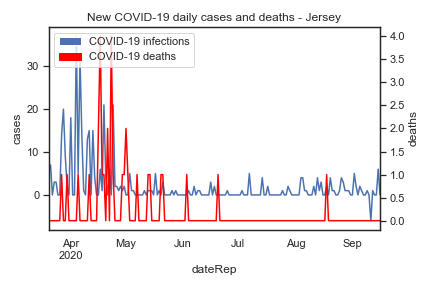 New COVID-19 daily cases and deaths - Jersey
COVID-19 infections
COVID-19 deaths
cases
30
20
10
0
deaths
4.0
3.5
3.0
2.5
2.0
1.5
1.0
0.5
0.0
Apr May Jun Jul Aug Sep
2020
dateRep